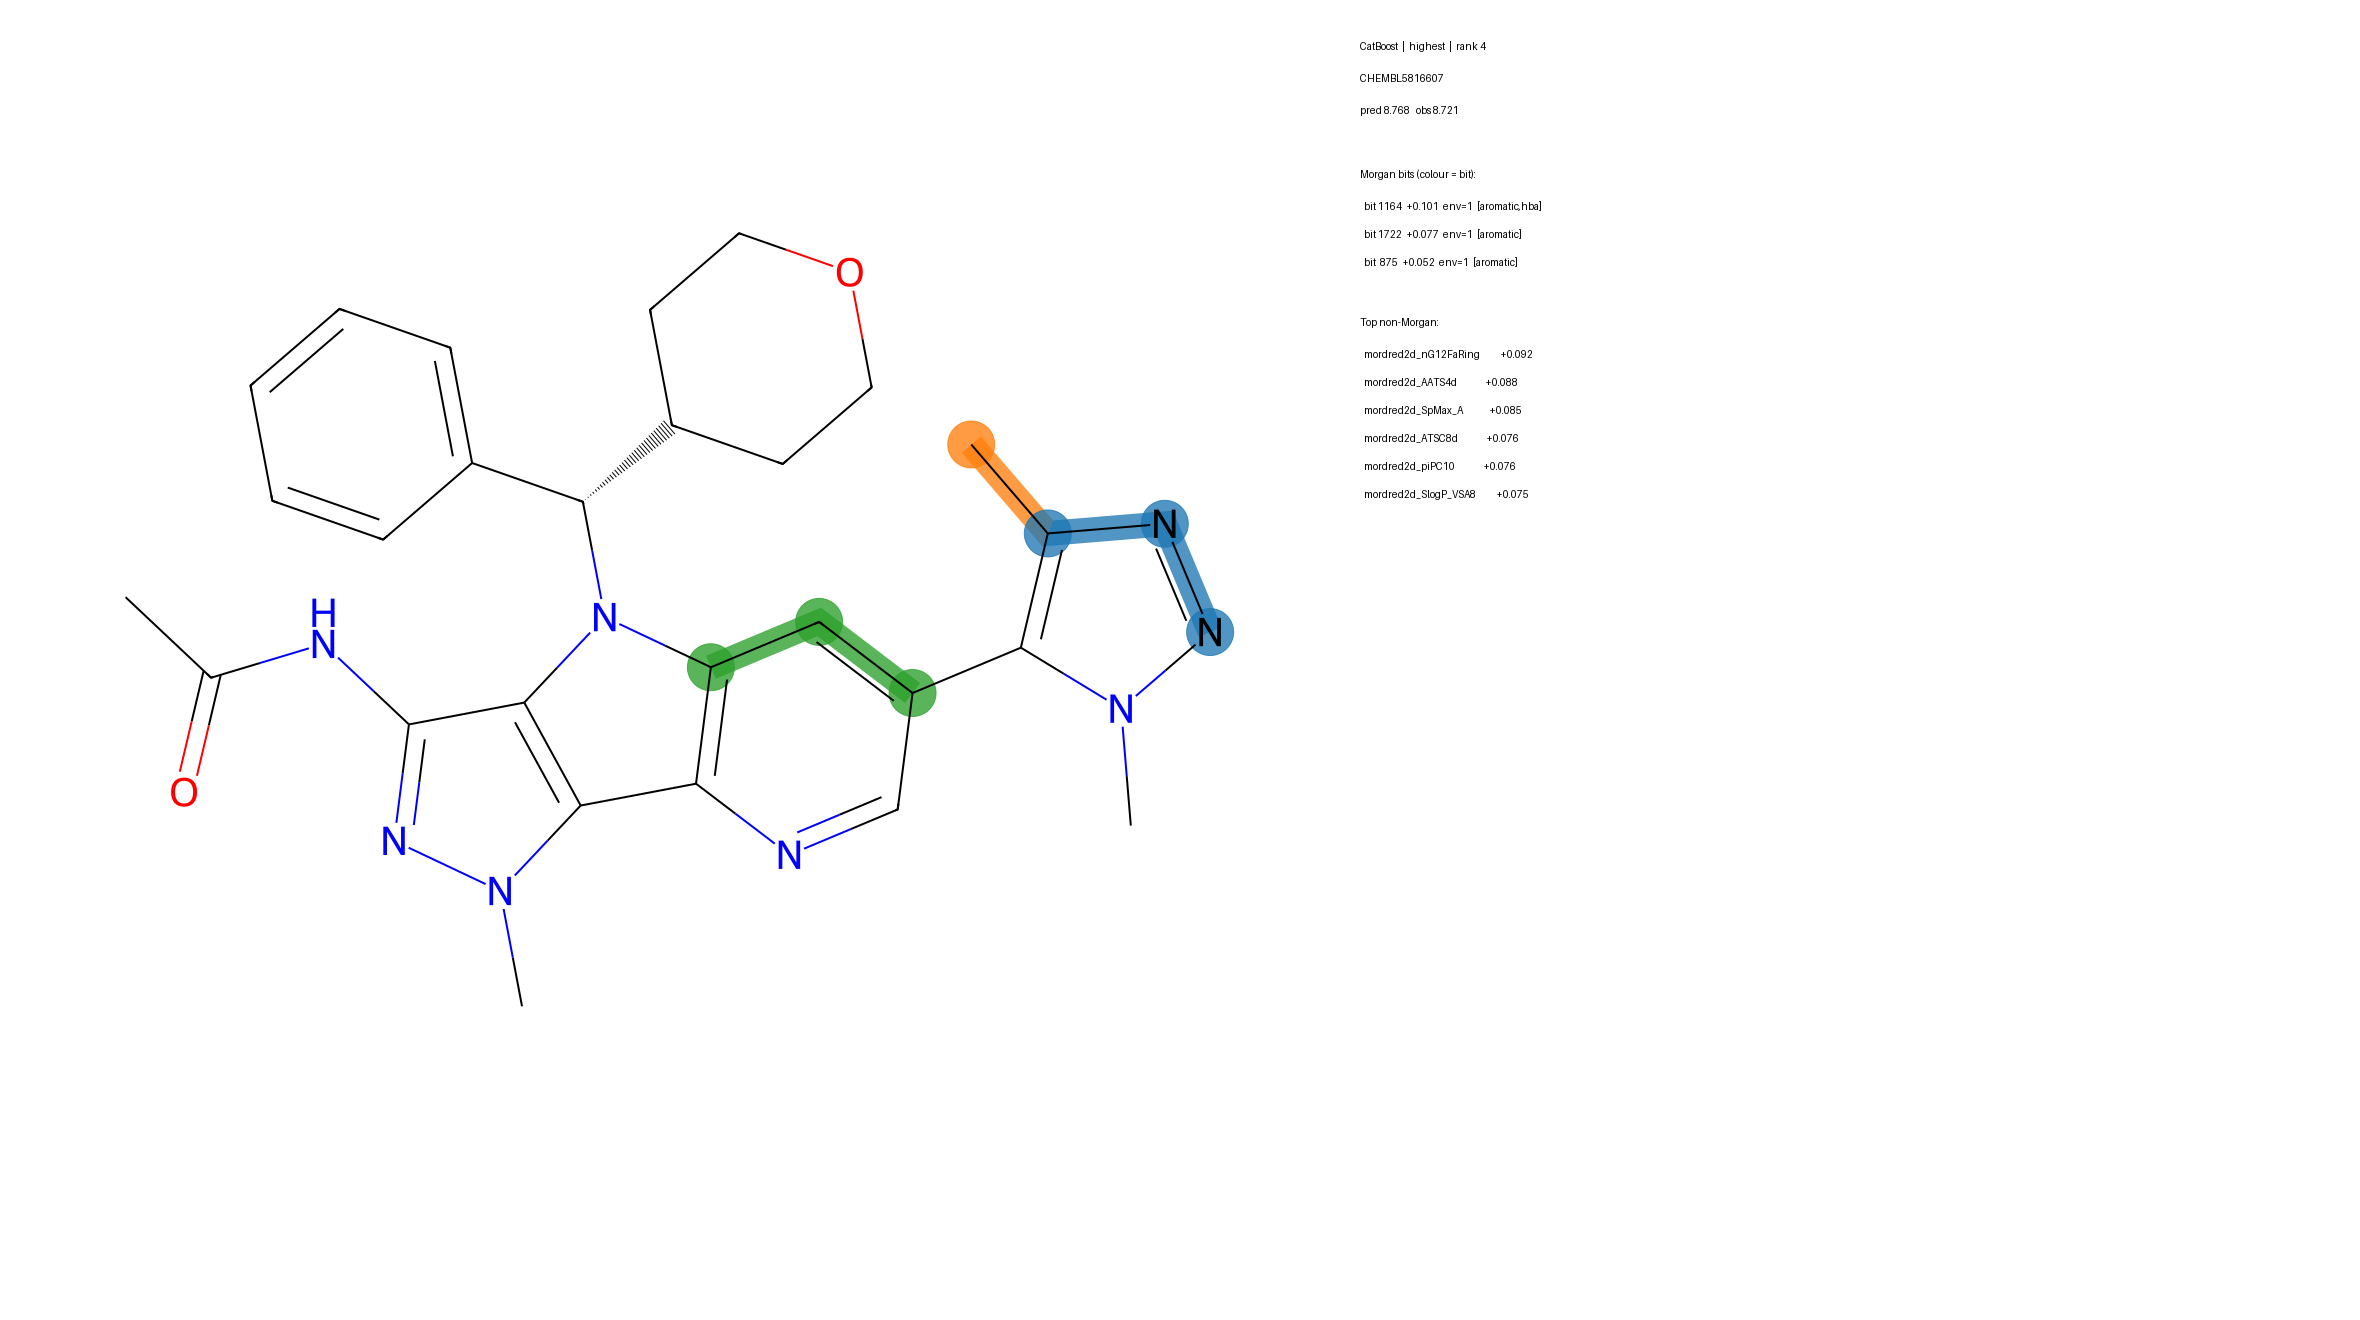 CatBoost | highest | rank 4
CHEMBL5816607
pred 8.768 obs 8.721
Morgan bits (colour = bit):
bit 1164 +0.101 env=1 [aromatic,hba]
bit 1722 +0.077 env=1 [aromatic]
bit 875 +0.052 env=1 [aromatic]
Top non-Morgan:
mordred2d_nG12FaRing +0.092
mordred2d_AATS4d +0.088
mordred2d_SpMax_A +0.085
mordred2d_ATSC8d +0.076
mordred2d_piPC10 +0.076
mordred2d_SlogP_VSA8 +0.075
O
N
H
N
N
N
N
O
N
N
N
N